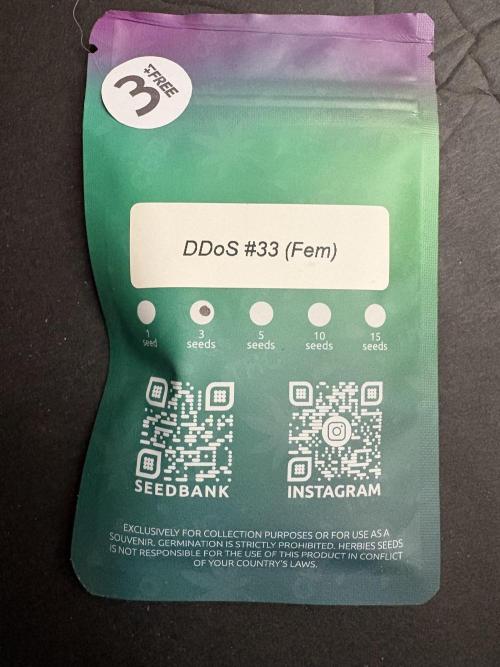 3
+FREE
DDoS #33 (Fem)
1 3 5 10 15
seed seeds seeds seeds seeds
SEEDBANK INSTAGRAM
EXCLUSIVELY FOR COLLECTION PURPOSES OR FOR USE AS A
SOUVENIR. GERMINATION IS STRICTLY PROHIBITED. HERBIES SEEDS
IS NOT RESPONSIBLE FOR THE USE OF THIS PRODUCT IN CONFLICT
OF YOUR COUNTRY'S LAWS.